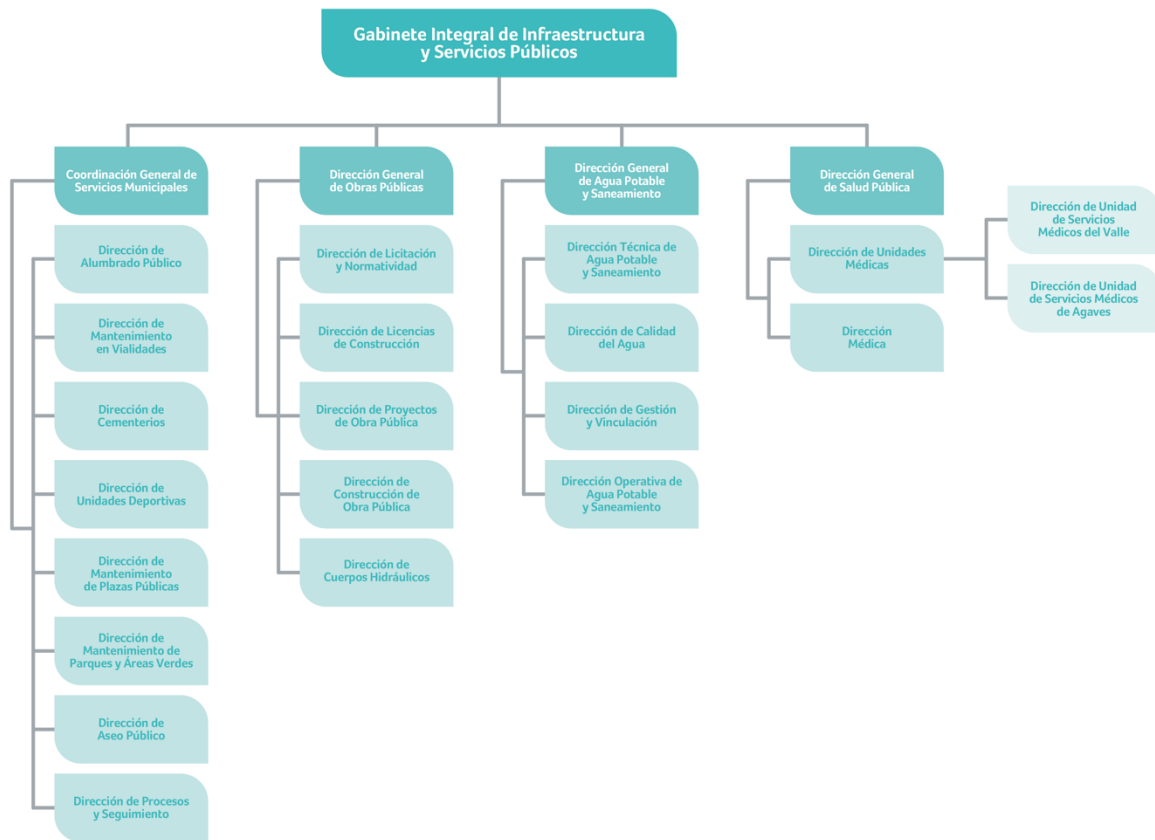 Gabinete Integral de Infraestructura
y Servicios Públicos
Coordinación General de
Servicios Municipales
Dirección de
Alumbrado Público
Dirección de
Mantenimiento
en Vialidades
Dirección de
Cementerios
Dirección de
Unidades Deportivas
Dirección de
Mantenimiento
de Plazas Públicas
Dirección de
Mantenimiento de
Parques y Áreas Verdes
Dirección de
Aseo Público
Dirección de Procesos
y Seguimiento
Dirección General
de Obras Públicas
Dirección de Licitación
y Normatividad
Dirección de Licencias
de Construcción
Dirección de Proyectos
de Obra Pública
Dirección de
Construcción de
Obra Pública
Dirección de
Cuerpos Hidráulicos
Dirección General
de Agua Potable
y Saneamiento
Dirección Técnica de
Agua Potable
y Saneamiento
Dirección de Calidad
del Agua
Dirección de Gestión
y Vinculación
Dirección Operativa de
Agua Potable
y Saneamiento
Dirección General
de Salud Pública
Dirección de Unidades
Médicas
Dirección
Médica
Dirección de Unidad
de Servicios
Médicos del Valle
Dirección de Unidad
de Servicios Médicos
de Agaves